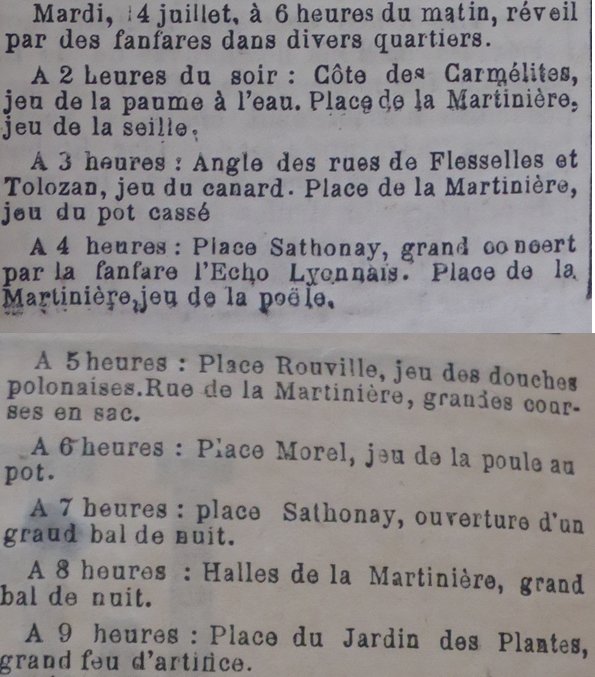 Mardi, 14 juillet, à 6 heures du matin, réveil
par des fanfares dans divers quartiers.
A 2 heures du soir : Côte des Carmélites,
jeu de la paume à l'eau. Place de la Martinière,
jeu de la seille.
A 3 heures : Angle des rues de Flesselles et
Tolozan, jeu du canard. Place de la Martinière,
jeu du pot cassé
A 4 heures : Place Sathonay, grand concert
par la fanfare l'Echo Lyonnais. Place de la
Martinière, jeu de la poële.
A 5 heures : Place Rouville, jeu des douches
polonaises. Rue de la Martinière, grandes cour-
ses en sac.
A 6 heures : Place Morel, jeu de la poule au
pot.
A 7 heures : place Sathonay, ouverture d'un
graud bal de nuit.
A 8 heures : Halles de la Martinière, grand
bal de nuit.
A 9 heures : Place du Jardin des Plantes,
grand feu d'artifice.